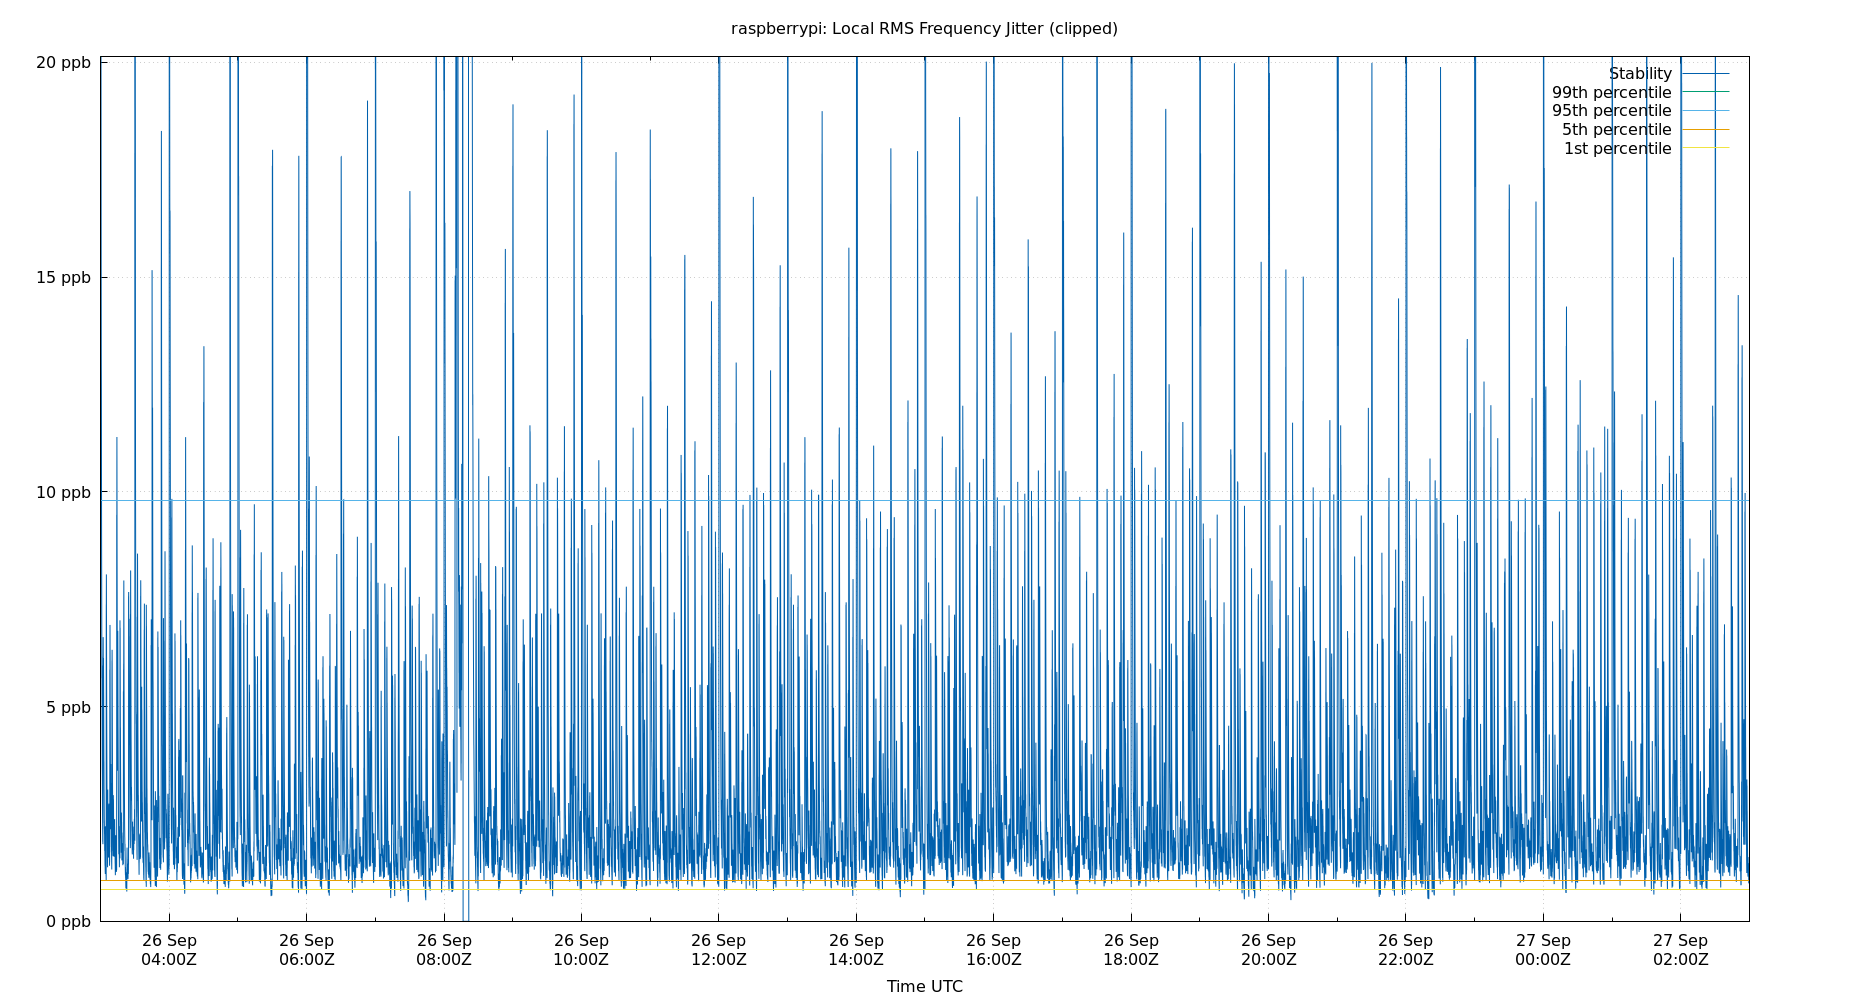 raspberrypi: Local RMS Frequency Jitter (clipped)
20 ppb
15 ppb
10 ppb
5 ppb
0 ppb
Stability
99th percentile
95th percentile
5th percentile
1st percentile
26 Sep 26 Sep 26 Sep 26 Sep 26 Sep 26 Sep 26 Sep 26 Sep 26 Sep 26 Sep 27 Sep 27 Sep
04:00Z 06:00Z 08:00Z 10:00Z 12:00Z 14:00Z 16:00Z 18:00Z 20:00Z 22:00Z 00:00Z 02:00Z
Time UTC